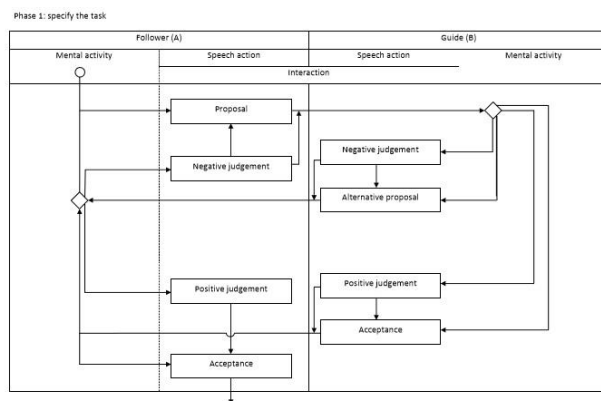 Phase 1: specify the task
Follower (A)
Guide (B)
Mental activity
Speech action
Speech action
Mental activity
Interaction
Proposal
Negative judgement
Negative judgement
Alternative proposal
Positive judgement
Positive judgement
Acceptance
Acceptance